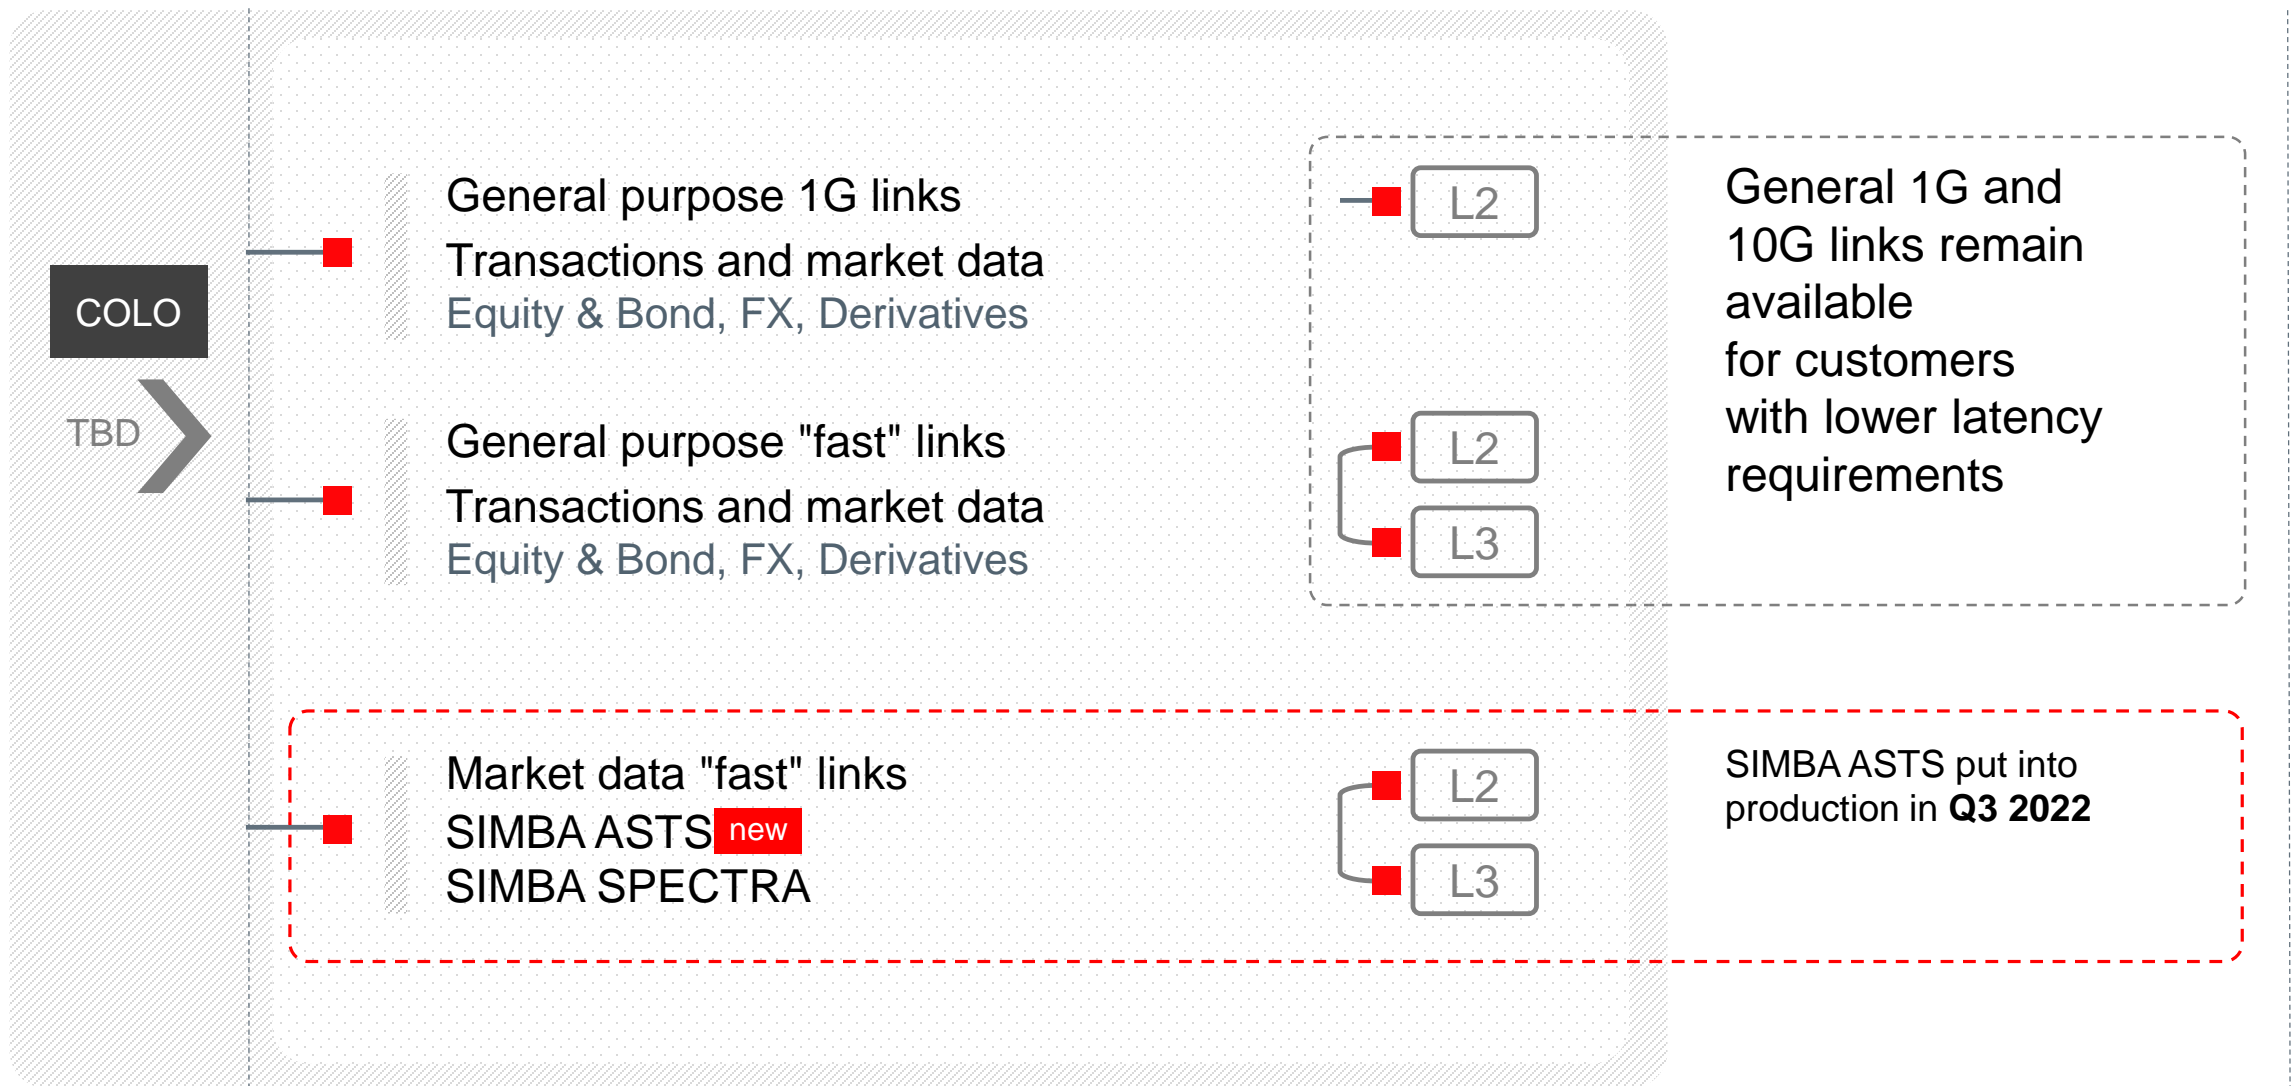 COLO
TBD
General purpose 1G links
Transactions and market data
Equity & Bond, FX, Derivatives
L2
General 1G and
10G links remain
available
for customers
with lower latency
requirements
General purpose "fast" links
Transactions and market data
Equity & Bond, FX, Derivatives
L2
L3
Market data "fast" links
SIMBA ASTS new
SIMBA SPECTRA
L2
L3
SIMBA ASTS put into
production in Q3 2022